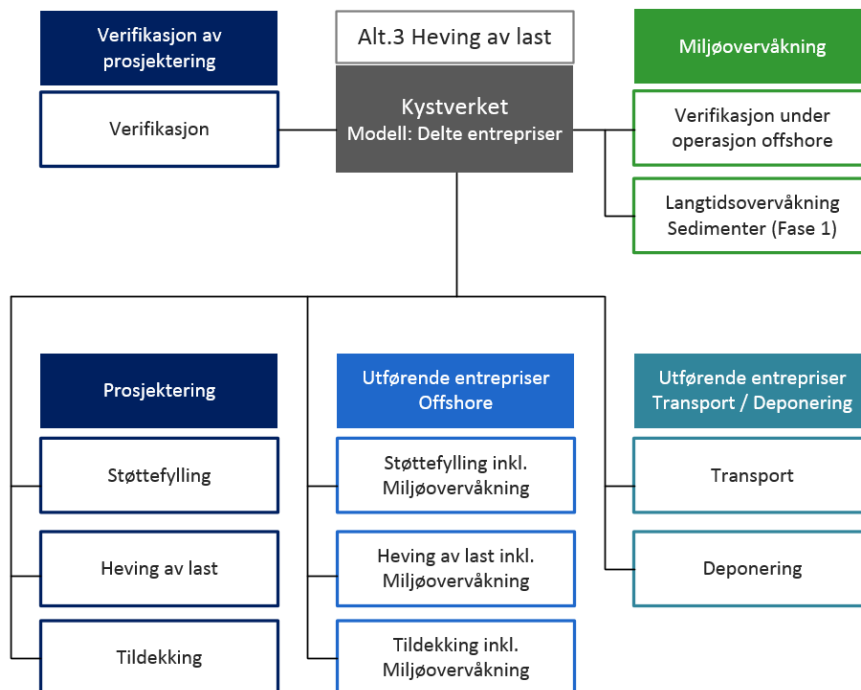 Verifikasjon av
prosjektering
Verifikasjon
Alt.3 Heving av last
Kystverket
Modell: Delte entrepriser
Miljøovervåkning
Verifikasjon under
operasjon offshore
Langtidsovervåkning
Sedimenter (Fase 1)
Prosjektering
Støttefylling
Heving av last
Tildekking
Utførende entrepriser
Offshore
Støttefylling inkl.
Miljøovervåkning
Heving av last inkl.
Miljøovervåkning
Tildekking inkl.
Miljøovervåkning
Utførende entrepriser
Transport / Deponering
Transport
Deponering